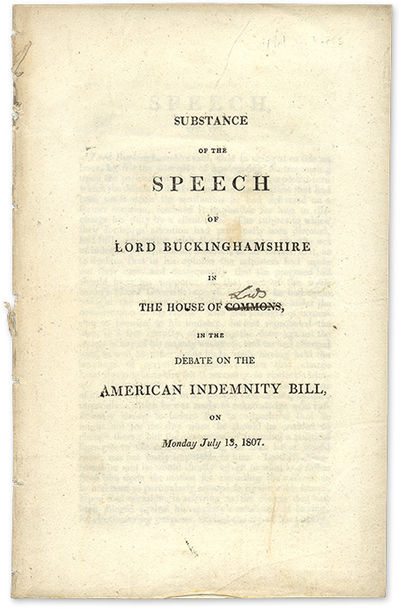 SUBSTANCE
OF THE
SPEECH
OF
LORD BUCKINGHAMSHIRE
IN
Lords
THE HOUSE OF COMMONS,
IN THE
DEBATE ON THE
AMERICAN INDEMNITY BILL,
ON
Monday July 13, 1807.